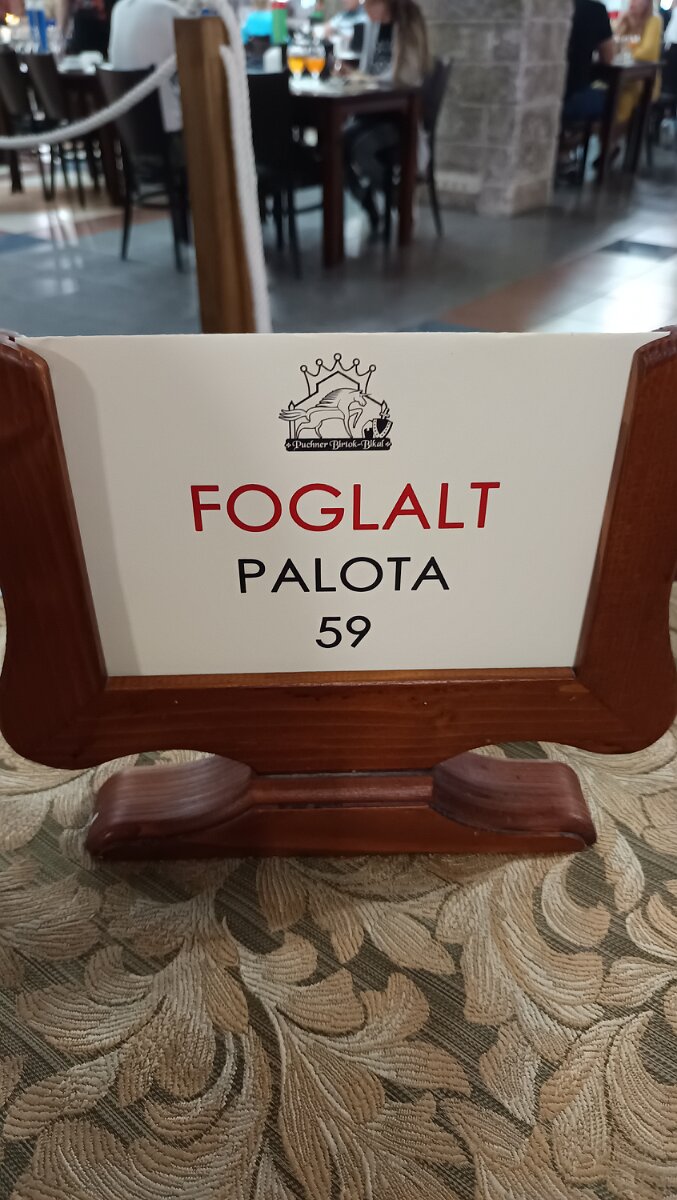 Puchner Birtok-Bikal
FOGLALT
PALOTA
59